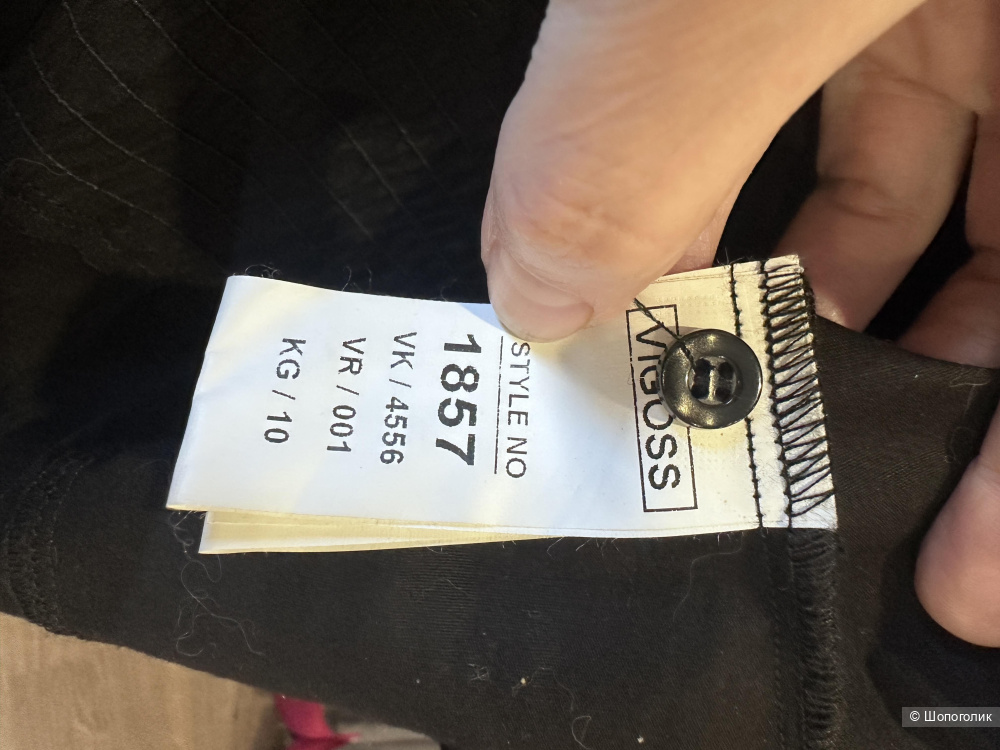 VIGOSS
STYLE NO
1857
VK / 4556
VR / 001
KG / 10
© Шопоголик